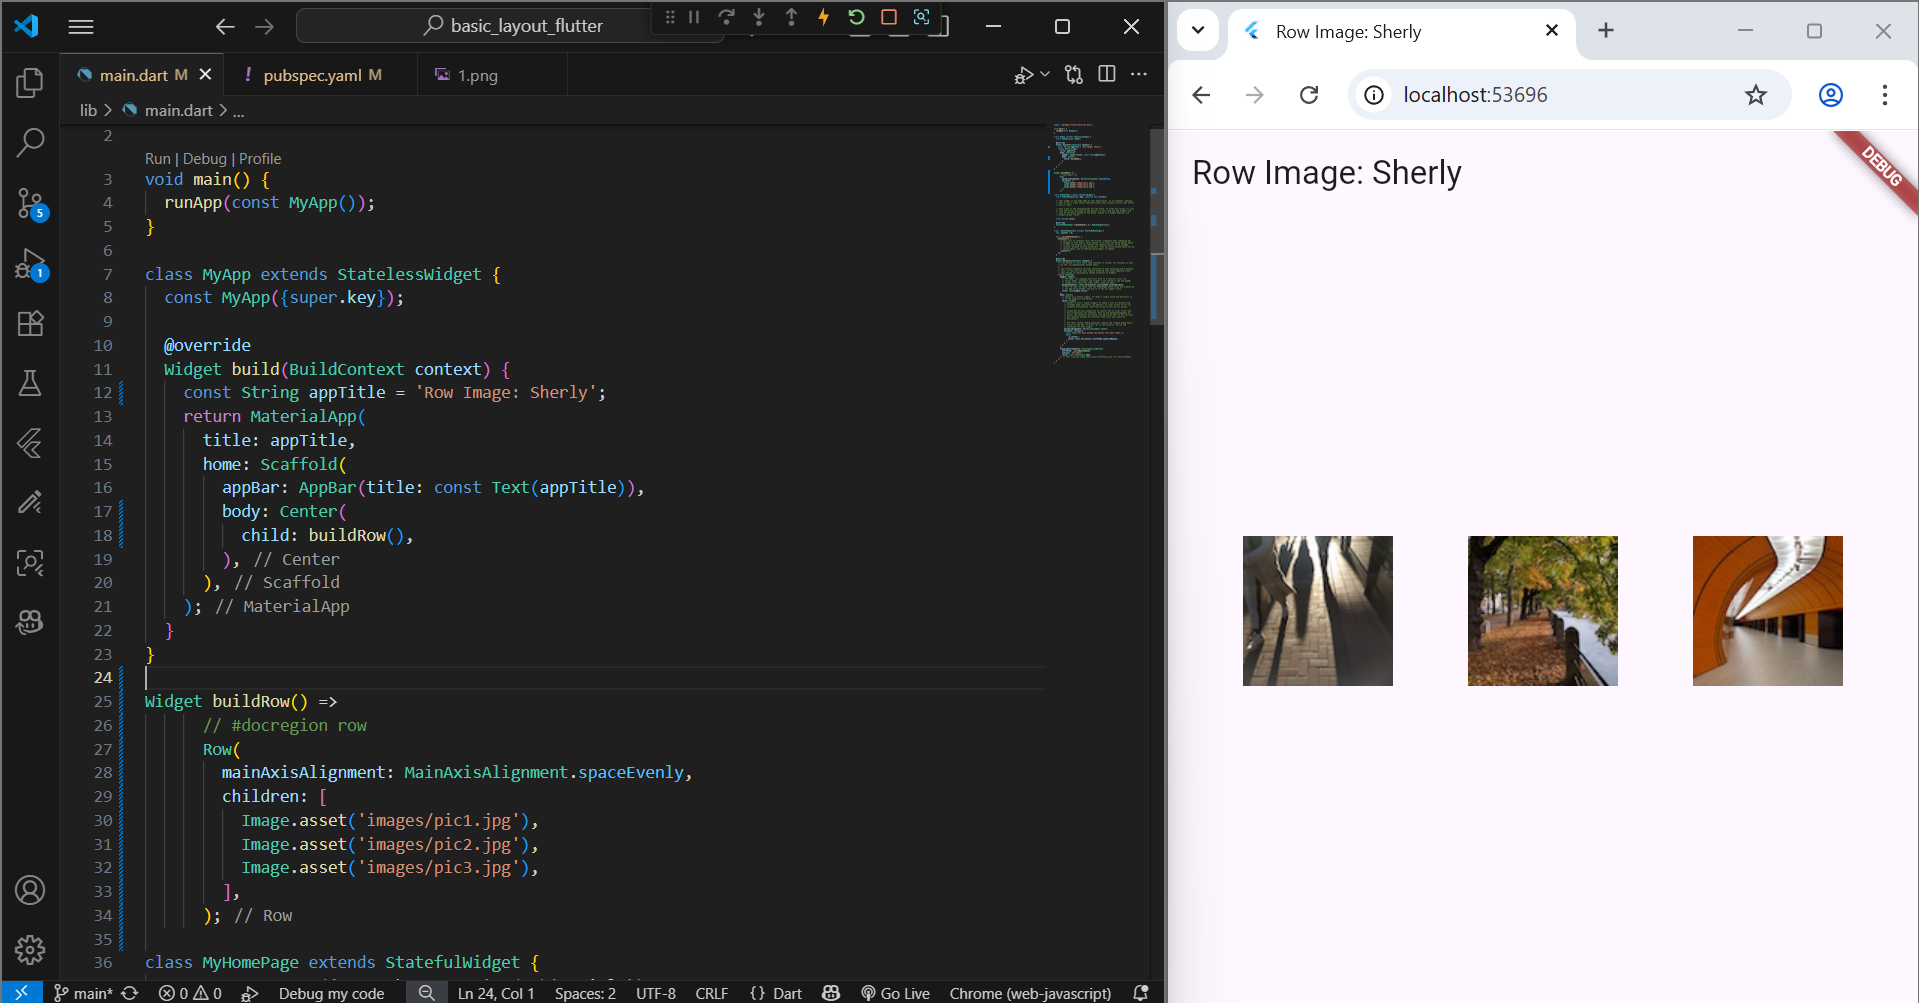 basic_layout_flutter
main.dart M
pubspec.yaml M
1.png
lib > main.dart > ...
2
Run | Debug | Profile
3 void main() {
4 runApp(const MyApp());
5 }
6
7 class MyApp extends StatelessWidget {
8 const MyApp({super.key});
9
10 @override
11 Widget build(BuildContext context) {
12 const String appTitle = 'Row Image: Sherly';
13 return MaterialApp(
14 title: appTitle,
15 home: Scaffold(
16 appBar: AppBar(title: const Text(appTitle)),
17 body: Center(
18 child: buildRow(),
19 ), // Center
20 ), // Scaffold
21 ); // MaterialApp
22 }
23 }
24
25 Widget buildRow() =>
26 // #docregion row
27 Row(
28 mainAxisAlignment: MainAxisAlignment.spaceEvenly,
29 children: [
30 Image.asset('images/pic1.jpg'),
31 Image.asset('images/pic2.jpg'),
32 Image.asset('images/pic3.jpg'),
33 ],
34 ); // Row
35
36 class MyHomePage extends StatefulWidget {
5
1
main*
0
0
Debug my code
Ln 24, Col 1
Spaces: 2
UTF-8
CRLF
{} Dart
Go Live
Chrome (web-javascript)
Row Image: Sherly
localhost:53696
Row Image: Sherly
DEBUG